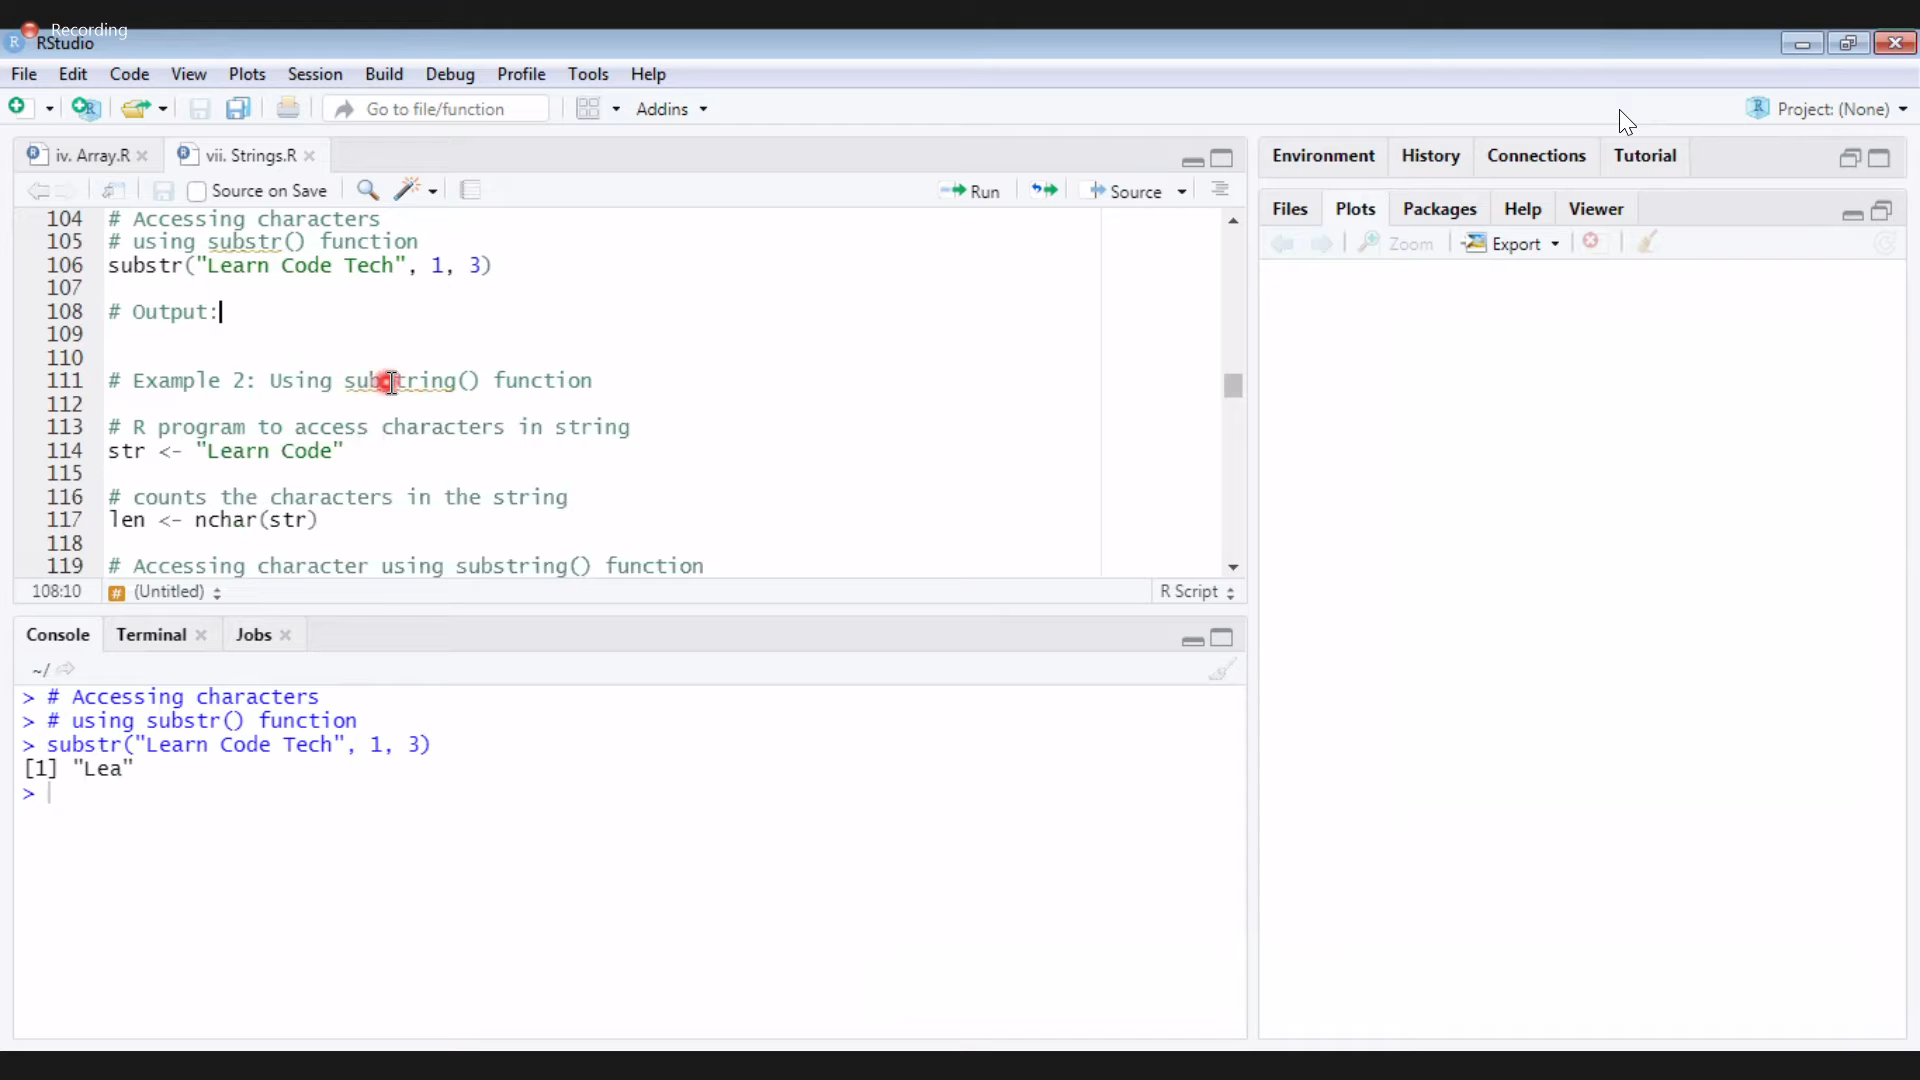 Recording
RStudio
File Edit Code View Plots Session Build Debug Profile Tools Help
Go to file/function Addins Project: (None)
iv. Array.R vii. Strings.R
Source on Save Run Source
104 # Accessing characters
105 # using substr() function
106 substr("Learn Code Tech", 1, 3)
107
108 # Output:
109
110
111 # Example 2: Using substring() function
112
113 # R program to access characters in string
114 str <- "Learn Code"
115
116 # counts the characters in the string
117 len <- nchar(str)
118
119 # Accessing character using substring() function
108:10 # (Untitled) R Script
Console Terminal Jobs
~/
> # Accessing characters
> # using substr() function
> substr("Learn Code Tech", 1, 3)
[1] "Lea"
>
Environment History Connections Tutorial
Files Plots Packages Help Viewer
Zoom Export